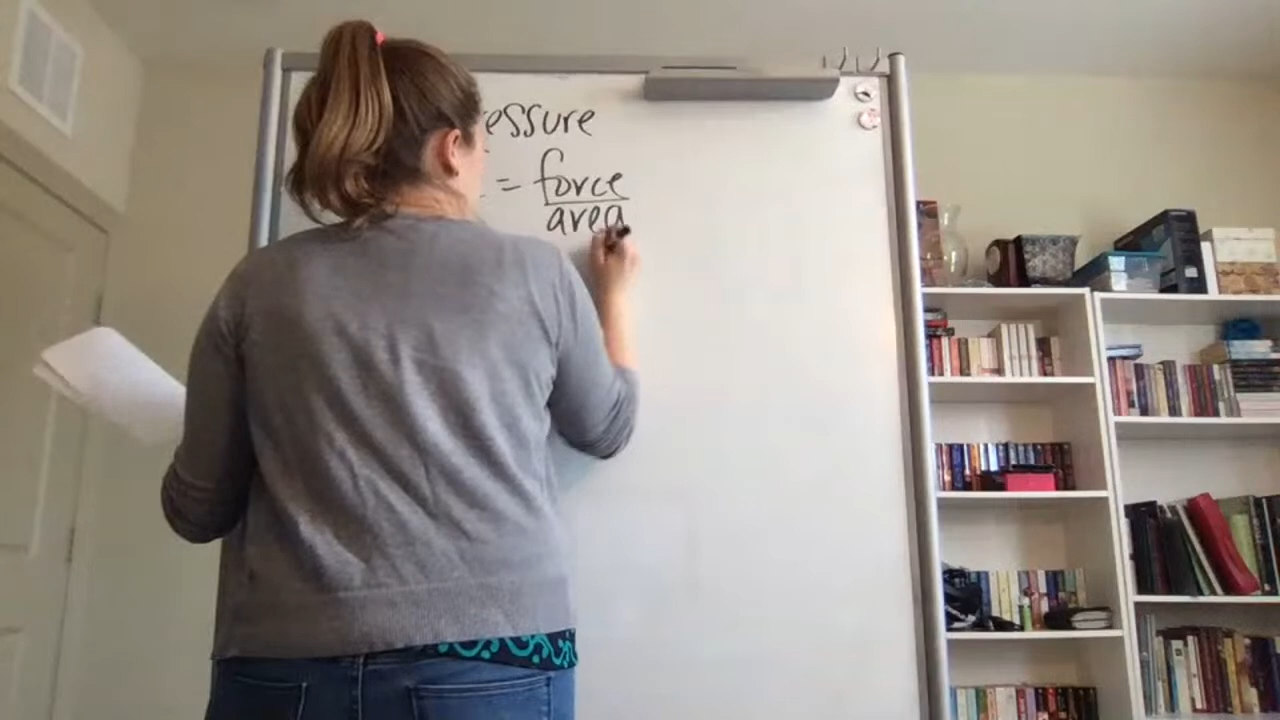 essure
= force
area